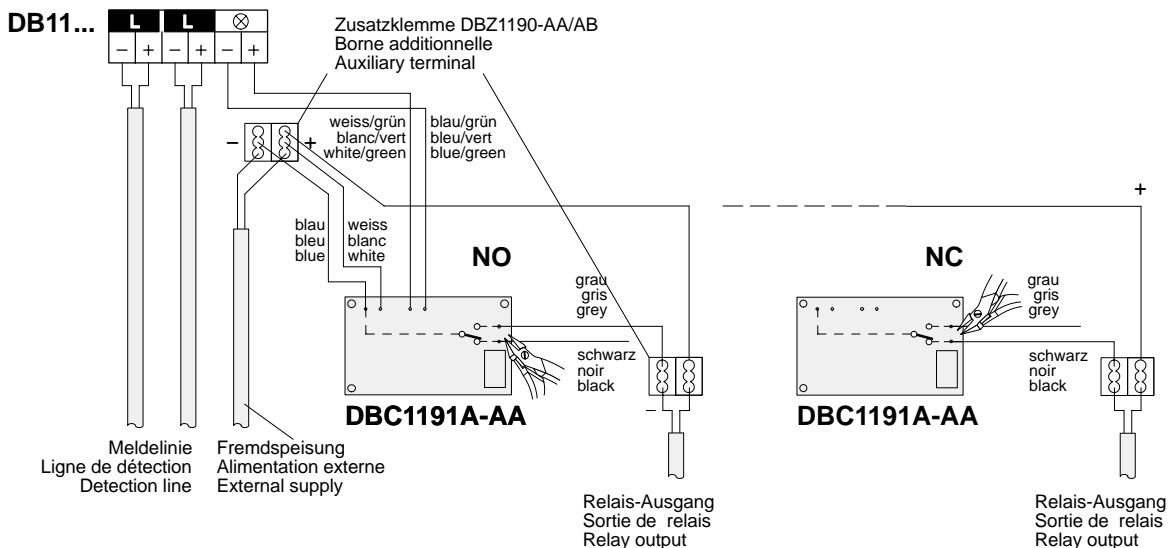 DB11...
L L
– + – + – +
Zusatzklemme DBZ1190-AA/AB
Borne additionnelle
Auxiliary terminal
weiss/grün
blanc/vert
white/green
blau/grün
bleu/vert
blue/green
– +
+
blau
bleu
blue
weiss
blanc
white
NO
NC
grau
gris
grey
grau
gris
grey
schwarz
noir
black
schwarz
noir
black
DBC1191A-AA
–
DBC1191A-AA
Meldelinie
Ligne de détection
Detection line
Fremdspeisung
Alimentation externe
External supply
Relais-Ausgang
Sortie de relais
Relay output
Relais-Ausgang
Sortie de relais
Relay output